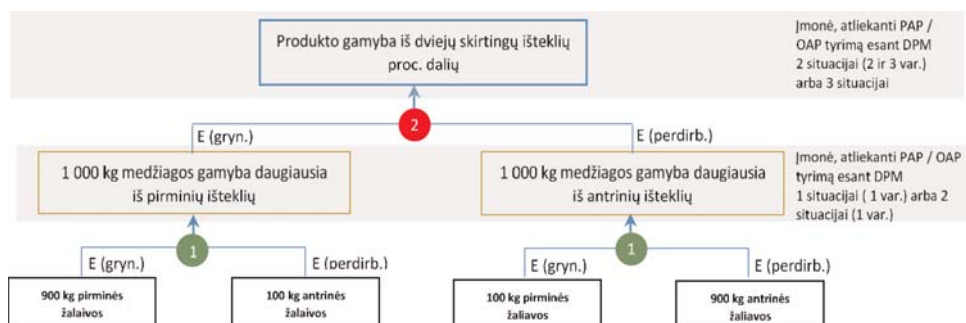 Produkto gamyba iš dviejų skirtingų išteklių
proc. dalių
Įmonė, atliekanti PAP /
OAP tyrimą esant DPM
2 situacijai (2 ir 3 var.)
arba 3 situacijai
2
E (gryn.)
E (perdirb.)
1 000 kg medžiagos gamyba daugiausia
iš pirminių išteklių
1 000 kg medžiagos gamyba daugiausia
iš antrinių išteklių
Įmonė, atliekanti PAP / OAP
tyrimą esant DPM
1 situacijai ( 1 var.) arba 2
situacijai (1 var.)
1
1
E (gryn.)
E (perdirb.)
E (gryn.)
E (perdirb.)
900 kg pirminės
žalaivos
100 kg antrinės
žalaivos
100 kg pirminės
žaliavos
900 kg antrinės
žaliavos